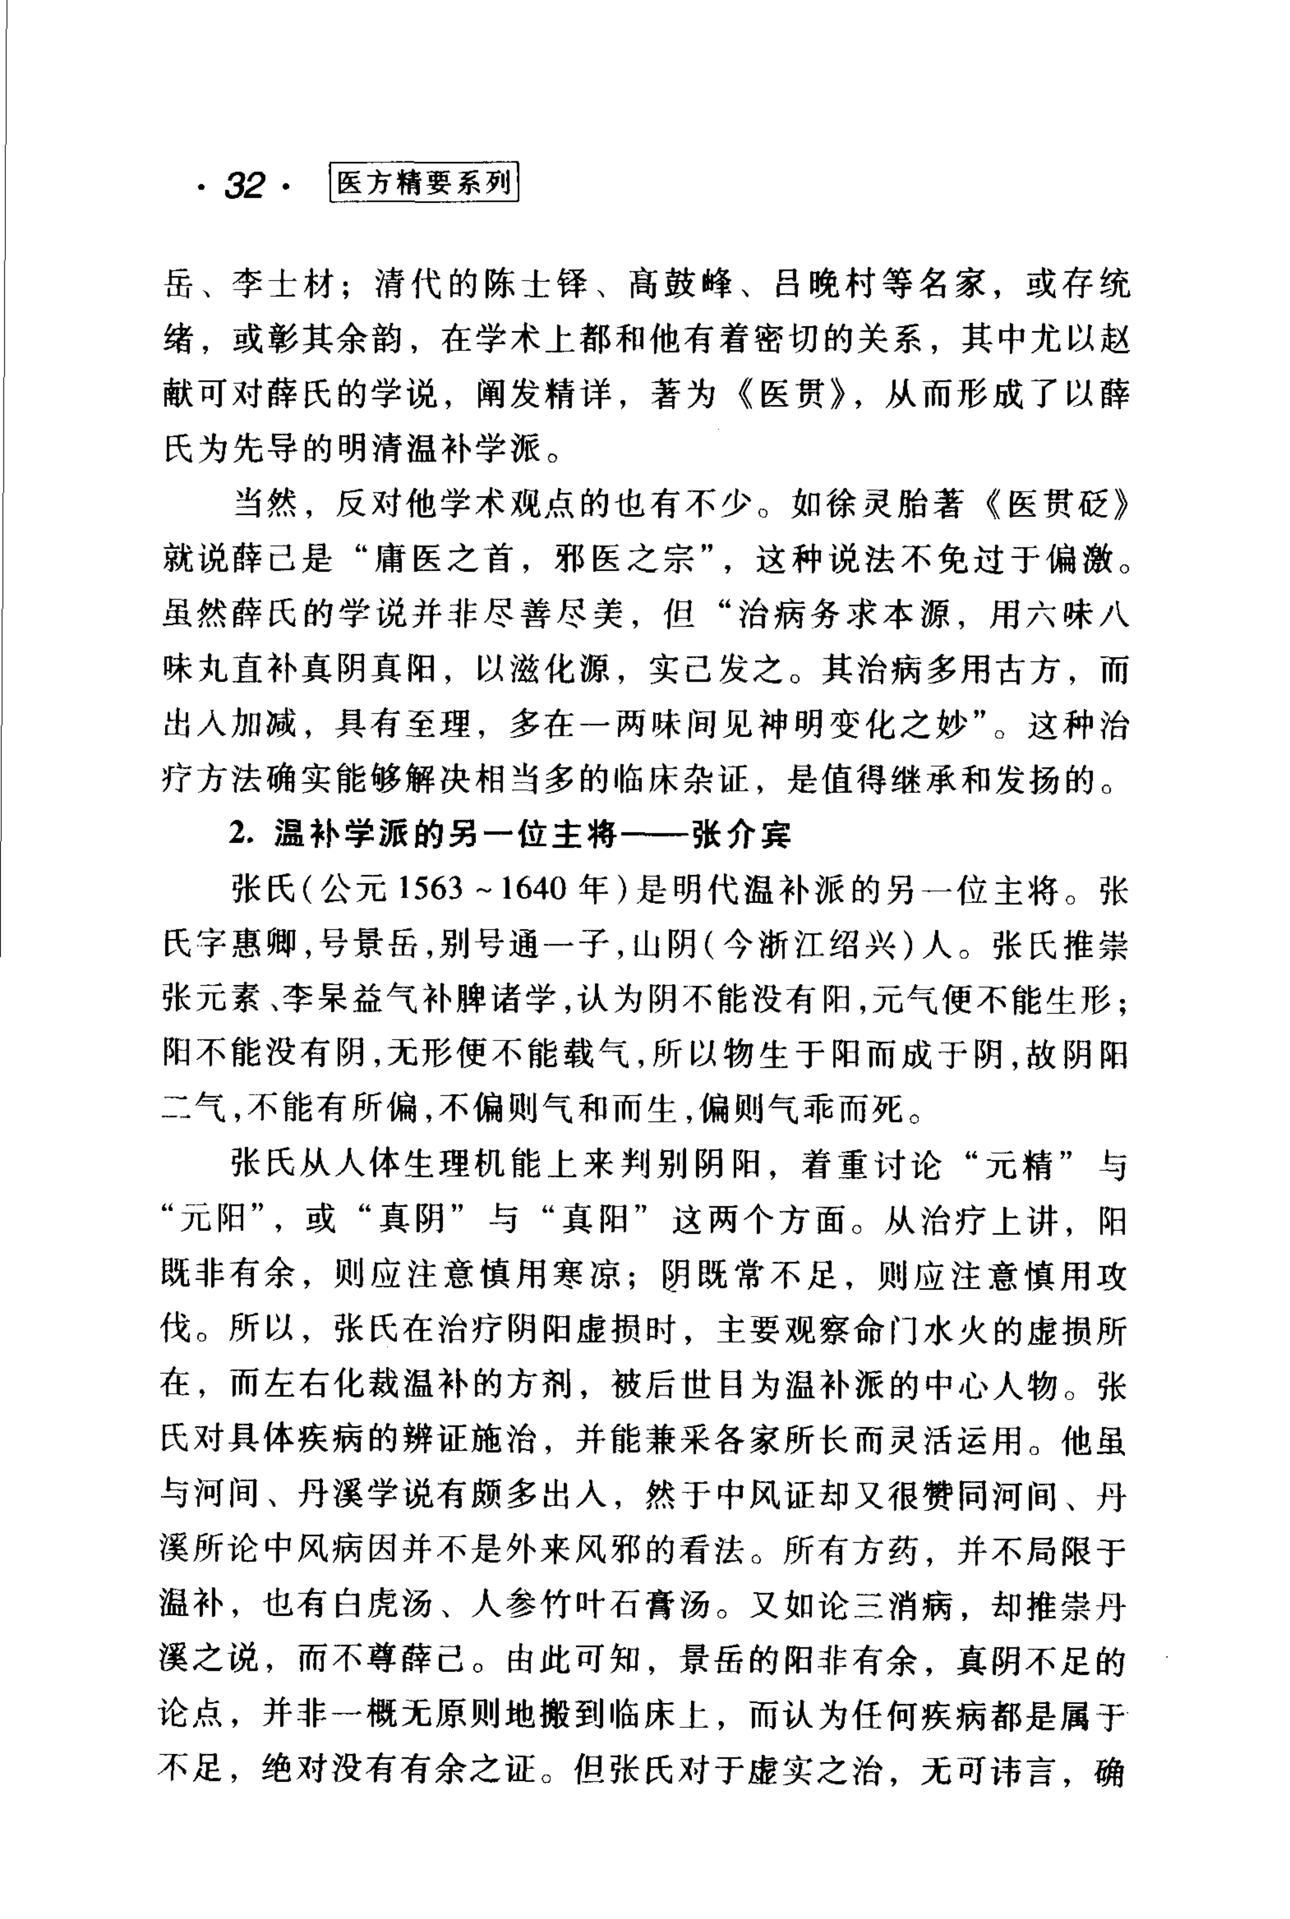 ·32· 医方精要系列
岳、李士材；清代的陈士铎、高鼓峰、吕晚村等名家，或存统
绪，或彰其余韵，在学术上都和他有着密切的关系，其中尤以赵
献可对薛氏的学说，阐发精详，著为《医贯》，从而形成了以薛
氏为先导的明清温补学派。
当然，反对他学术观点的也有不少。如徐灵胎著《医贯砭》
就说薛己是“庸医之首，邪医之宗”，这种说法不免过于偏激。
虽然薛氏的学说并非尽善尽美，但“治病务求本源，用六味八
味丸直补真阴真阳，以滋化源，实己发之。其治病多用古方，而
出入加减，具有至理，多在一两味间见神明变化之妙”。这种治
疗方法确实能够解决相当多的临床杂证，是值得继承和发扬的。
2. 温补学派的另一位主将——张介宾
张氏(公元 1563～1640 年)是明代温补派的另一位主将。张
氏字惠卿,号景岳,别号通一子,山阴(今浙江绍兴)人。张氏推崇
张元素、李杲益气补脾诸学,认为阴不能没有阳,元气便不能生形；
阳不能没有阴,无形便不能载气,所以物生于阳而成于阴,故阴阳
二气,不能有所偏,不偏则气和而生,偏则气乖而死。
张氏从人体生理机能上来判别阴阳，着重讨论“元精”与
“元阳”，或“真阴”与“真阳”这两个方面。从治疗上讲，阳
既非有余，则应注意慎用寒凉；阴既常不足，则应注意慎用攻
伐。所以，张氏在治疗阴阳虚损时，主要观察命门水火的虚损所
在，而左右化裁温补的方剂，被后世目为温补派的中心人物。张
氏对具体疾病的辨证施治，并能兼采各家所长而灵活运用。他虽
与河间、丹溪学说有颇多出入，然于中风证却又很赞同河间、丹
溪所论中风病因并不是外来风邪的看法。所有方药，并不局限于
温补，也有白虎汤、人参竹叶石膏汤。又如论三消病，却推崇丹
溪之说，而不尊薛己。由此可知，景岳的阳非有余，真阴不足的
论点，并非一概无原则地搬到临床上，而认为任何疾病都是属于
不足，绝对没有有余之证。但张氏对于虚实之治，无可讳言，确